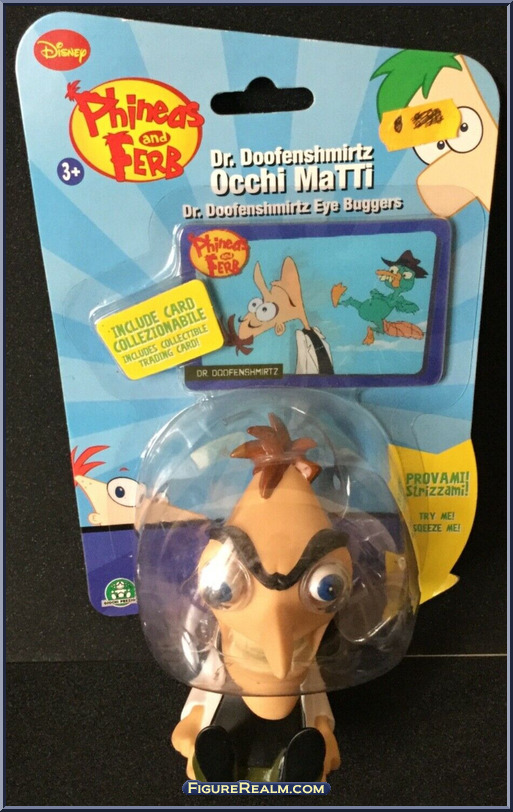 Disney
Phineas
and
Ferb
3+
Dr. Doofenshmirtz
Occhi MaTTi
Dr. Doofenshmirtz Eye Buggers
Phineas
and
Ferb
INCLUDE CARD
COLLEZIONABILE
INCLUDES COLLECTIBLE
TRADING CARD!
DR DOOFENSHMIRTZ
PROVAMI!
Strizzami!
TRY ME!
SQEEZE ME!
FIGUREREALM.COM